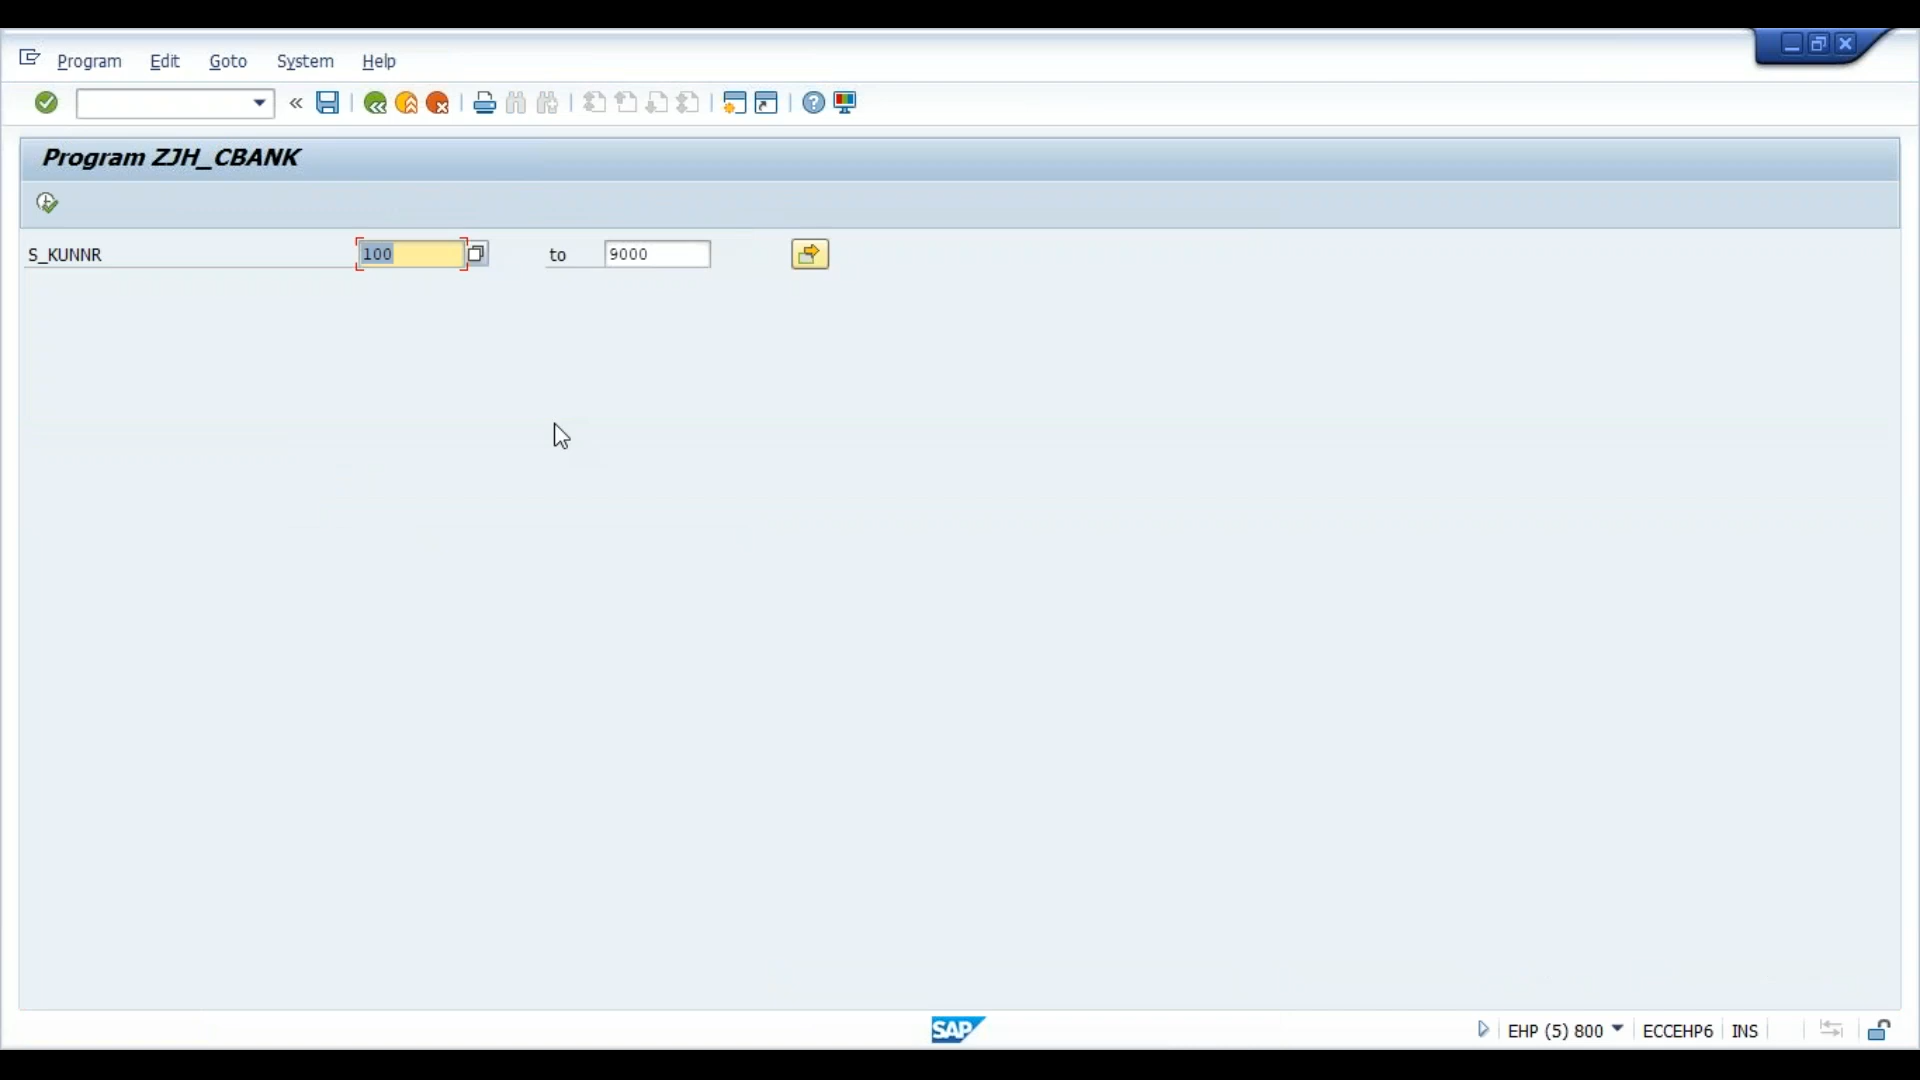 Program Edit Goto System Help
Program ZJH_CBANK
S_KUNNR 100 to 9000
SAP EHP (5) 800 ECCEHP6 INS